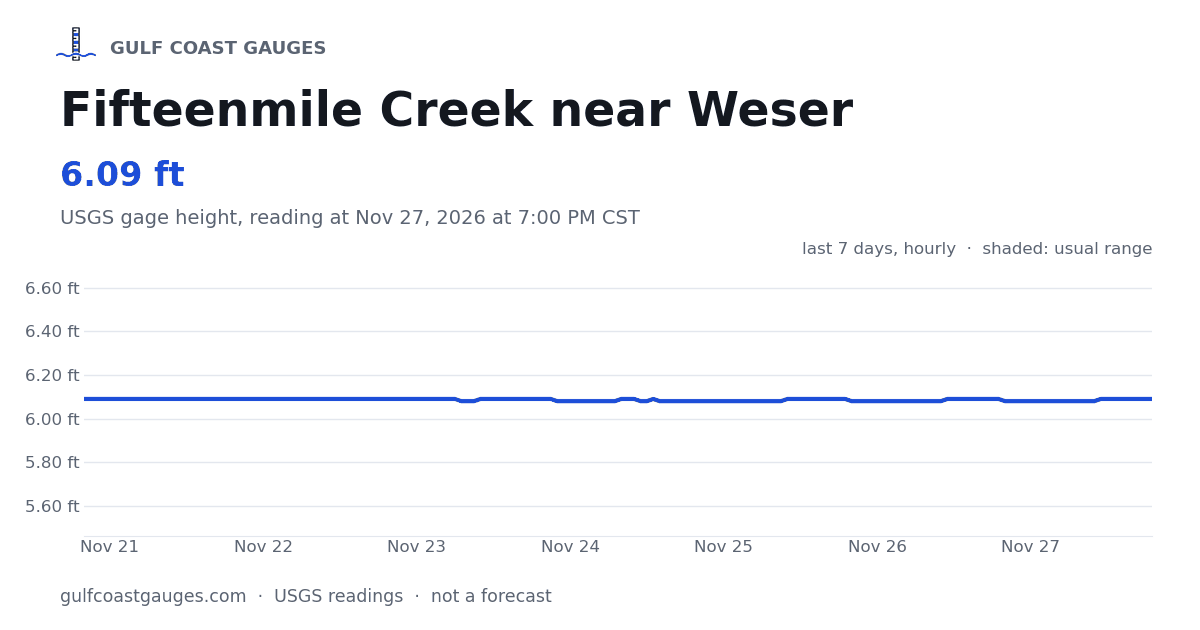 GULF COAST GAUGES
Fifteenmile Creek near Weser
6.09 ft
USGS gage height, reading at Nov 27, 2026 at 7:00 PM CST
last 7 days, hourly · shaded: usual range
6.60 ft
6.40 ft
6.20 ft
6.00 ft
5.80 ft
5.60 ft
Nov 21 Nov 22 Nov 23 Nov 24 Nov 25 Nov 26 Nov 27
gulfcoastgauges.com · USGS readings · not a forecast